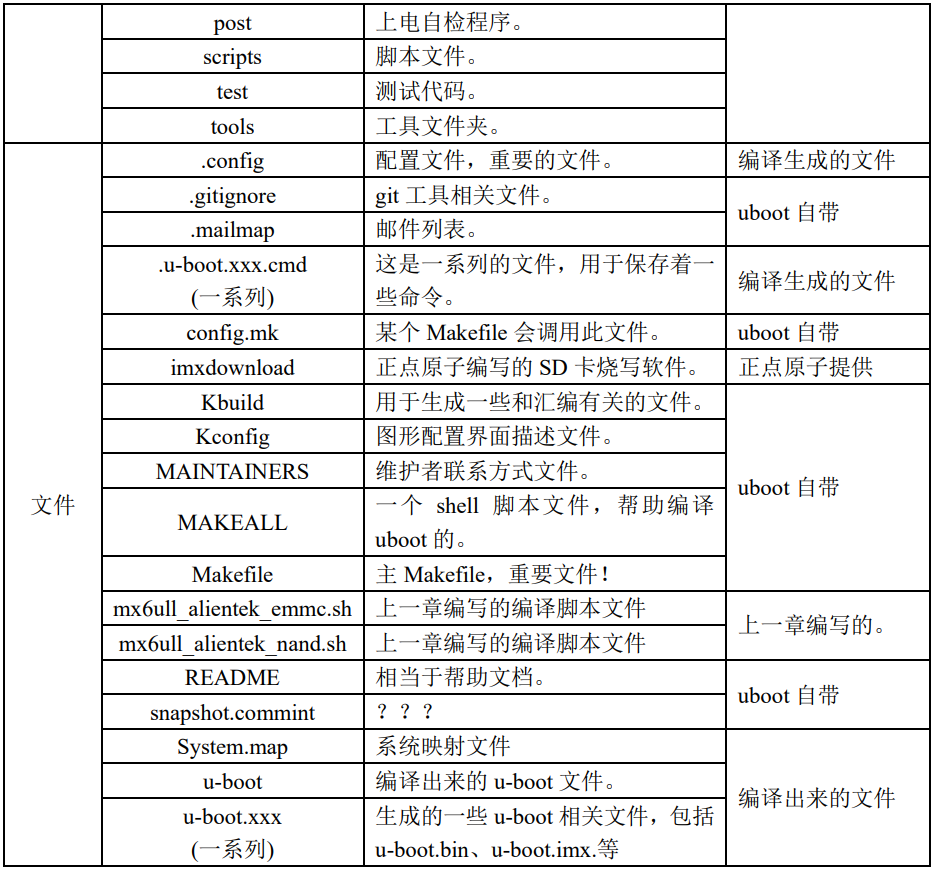 post 上电自检程序。
scripts 脚本文件。
test 测试代码。
tools 工具文件夹。
文件
.config 配置文件，重要的文件。 编译生成的文件
.gitignore git 工具相关文件。 uboot 自带
.mailmap 邮件列表。
.u-boot.xxx.cmd 这是一系列的文件，用于保存着一 编译生成的文件
(一系列) 些命令。
config.mk 某个 Makefile 会调用此文件。 uboot 自带
imxdownload 正点原子编写的 SD 卡烧写软件。 正点原子提供
Kbuild 用于生成一些和汇编有关的文件。 uboot 自带
Kconfig 图形配置界面描述文件。
MAINTAINERS 维护者联系方式文件。
MAKEALL 一个 shell 脚本文件，帮助编译
uboot 的。
Makefile 主 Makefile，重要文件！
mx6ull_alientek_emmc.sh 上一章编写的编译脚本文件 上一章编写的。
mx6ull_alientek_nand.sh 上一章编写的编译脚本文件
README 相当于帮助文档。 uboot 自带
snapshot.commint ？？？
System.map 系统映射文件 编译出来的文件
u-boot 编译出来的 u-boot 文件。
u-boot.xxx 生成的一些 u-boot 相关文件，包括
(一系列) u-boot.bin、u-boot.imx.等